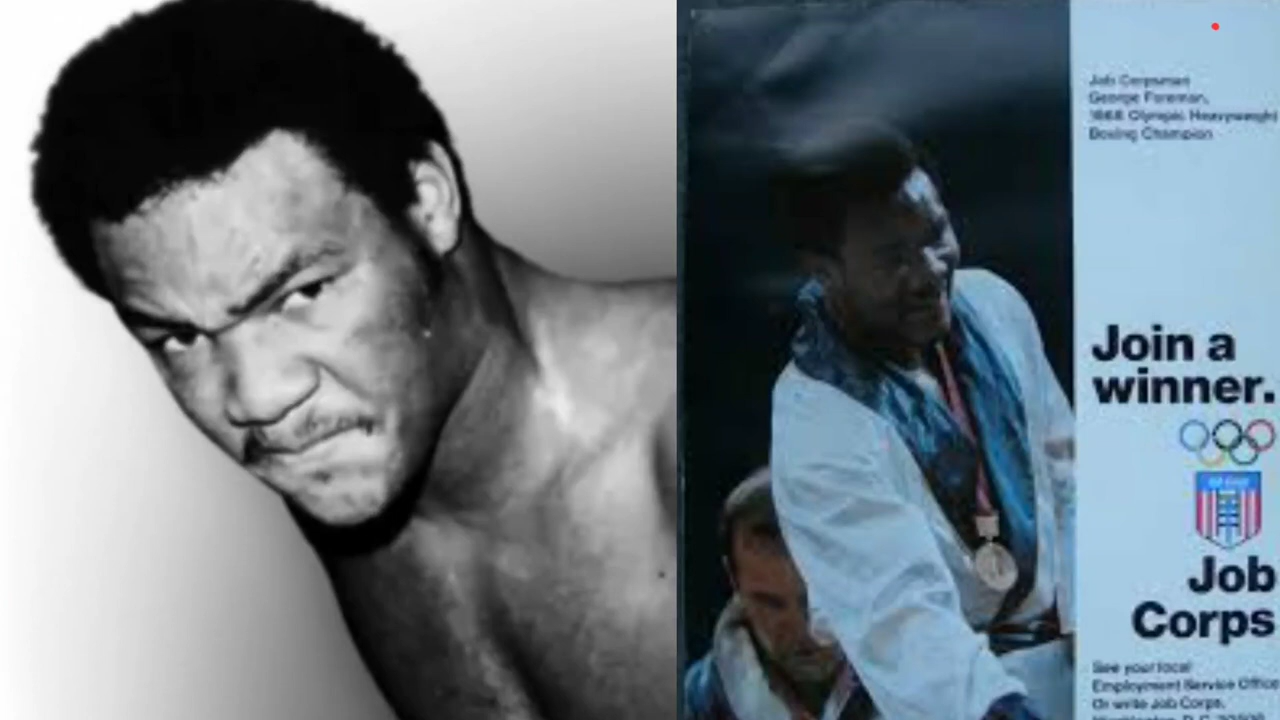 Job Corpsman
George Foreman,
1968 Olympic Heavyweight
Boxing Champion
Join a
winner.
Job
Corps
See your local
Employment Service Office
Or write Job Corps,